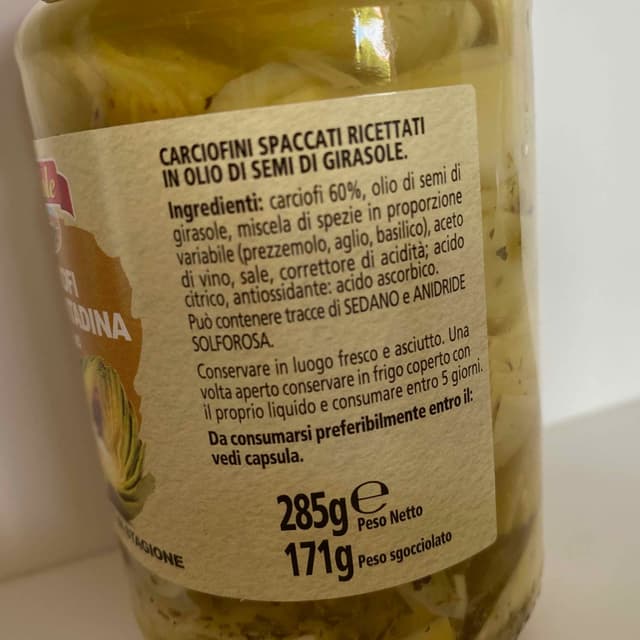 CARCIOFINI SPACCATI RICETTATI
IN OLIO DI SEMI DI GIRASOLE.
Ingredienti: carciofi 60%, olio di semi di
girasole, miscela di spezie in proporzione
variabile (prezzemolo, aglio, basilico), aceto
di vino, sale, correttore di acidità; acido
citrico, antiossidante: acido ascorbico.
Può contenere tracce di SEDANO e ANIDRIDE
SOLFOROSA.
Conservare in luogo fresco e asciutto. Una
volta aperto conservare in frigo coperto con
il proprio liquido e consumare entro 5 giorni.
Da consumarsi preferibilmente entro il:
vedi capsula.
285g ℮ Peso Netto
171g Peso sgocciolato
OFI
TADINA
STAGIONE